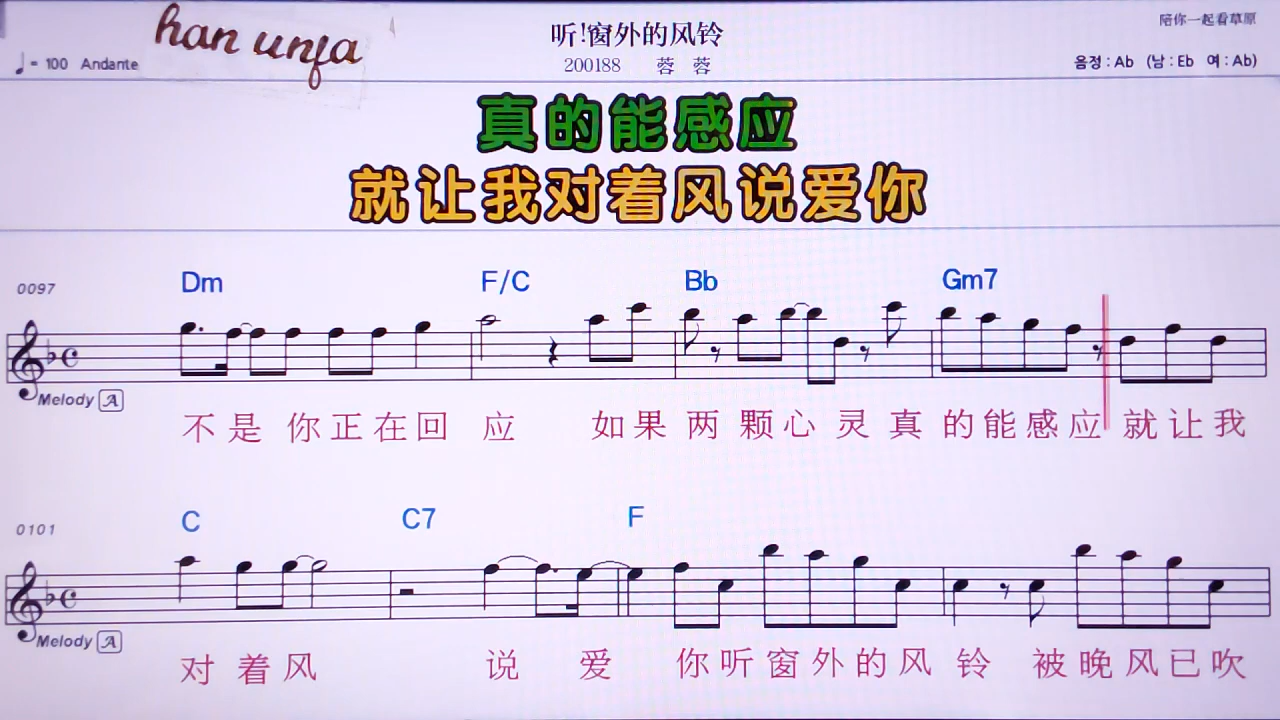 han unfa
听!窗外的风铃
陪你一起看草原
♩= 100 Andante
200188 蓉 蓉
음정 : Ab (남 : Eb 여 : Ab)
真的能感应
就让我对着风说爱你
0097
Dm F/C Bb Gm7
Melody A
不是 你正在回 应 如果 两 颗心 灵 真 的能感应 就让我
0101
C C7 F
Melody A
对 着风 说 爱 你听窗外的风 铃 被晚风已吹